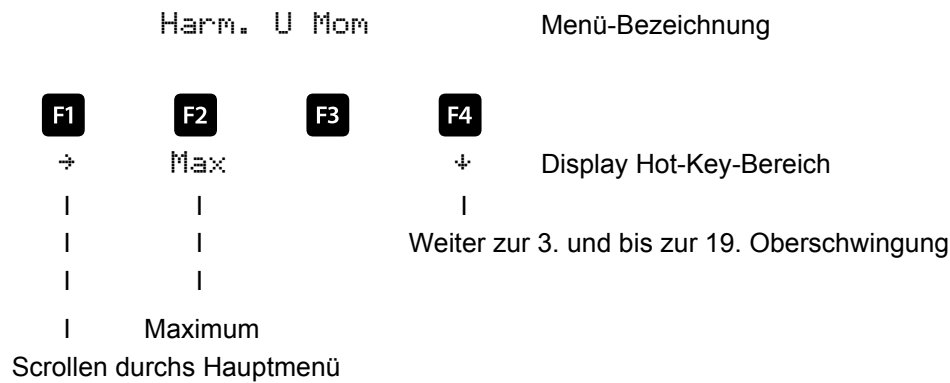 Harm. U Mom Menü-Bezeichnung
F1 F2 F3 F4
→ Max ↓ Display Hot-Key-Bereich
I I I
I I Weiter zur 3. und bis zur 19. Oberschwingung
I I
I Maximum
Scrollen durchs Hauptmenü